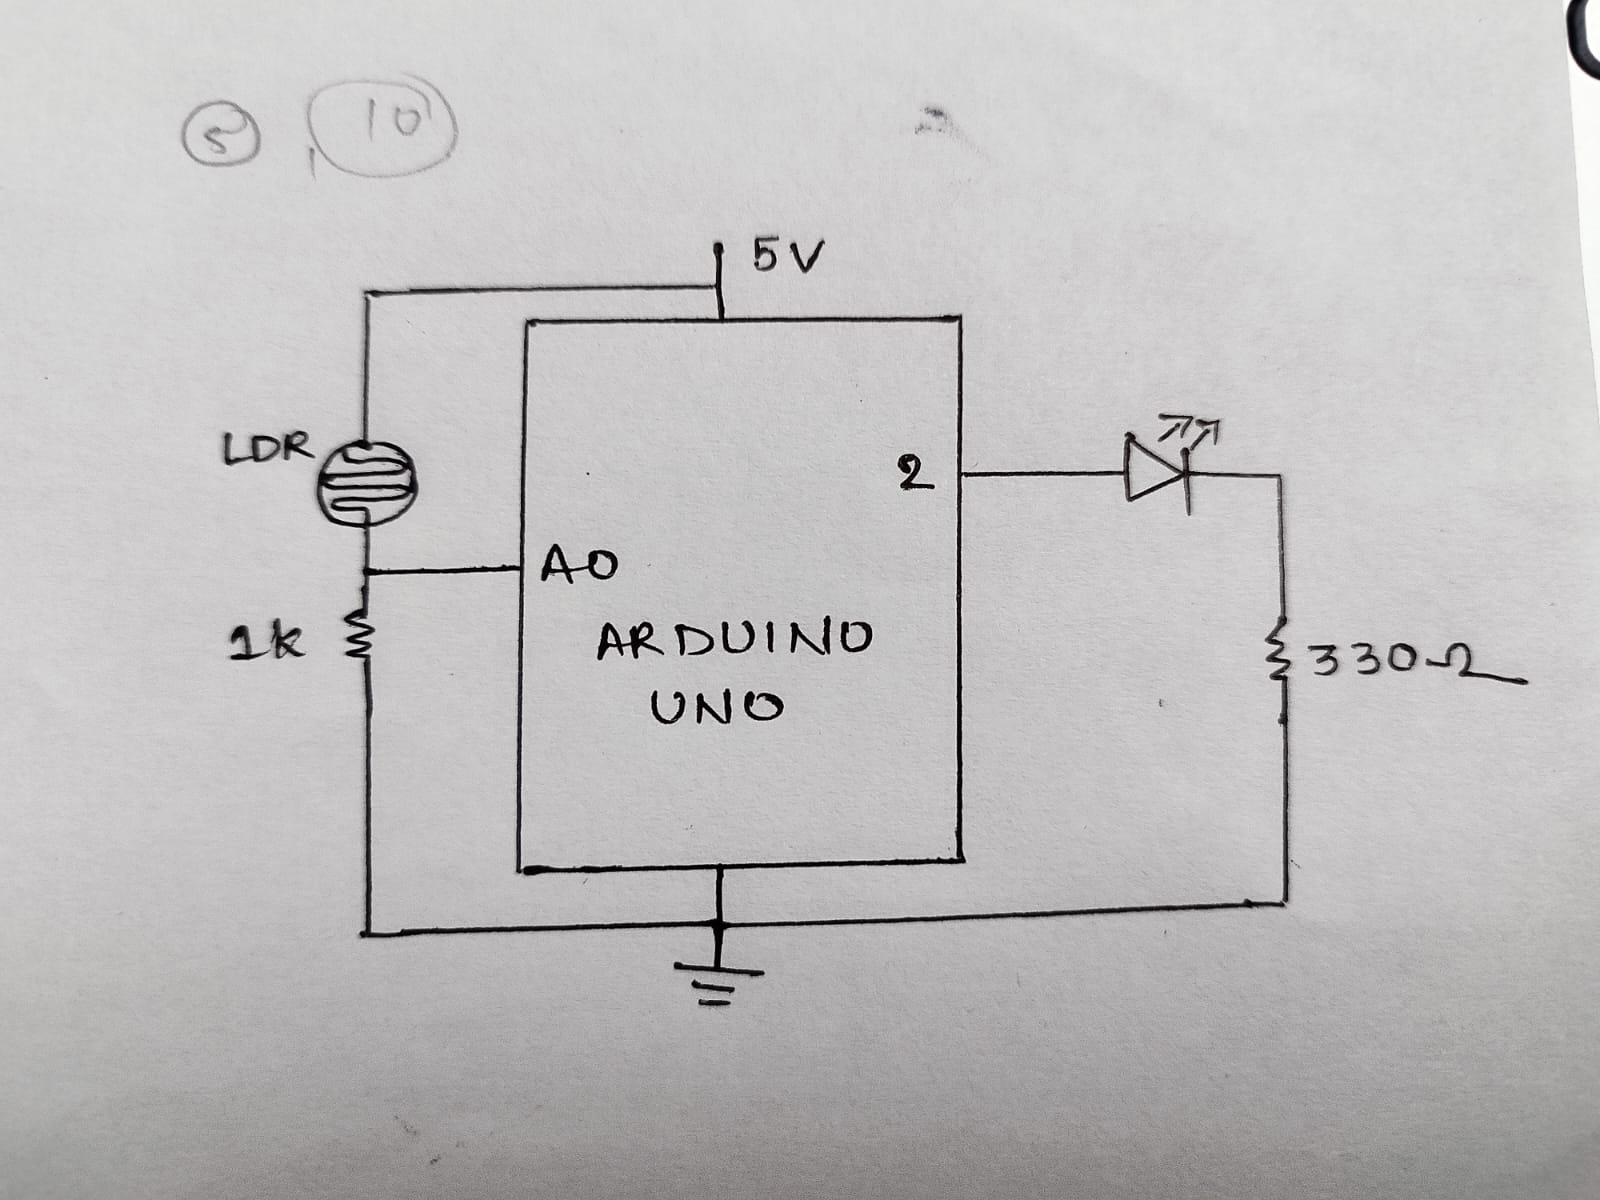 5, 10
5V
LDR
2
A0
1k
ARDUINO
UNO
330Ω